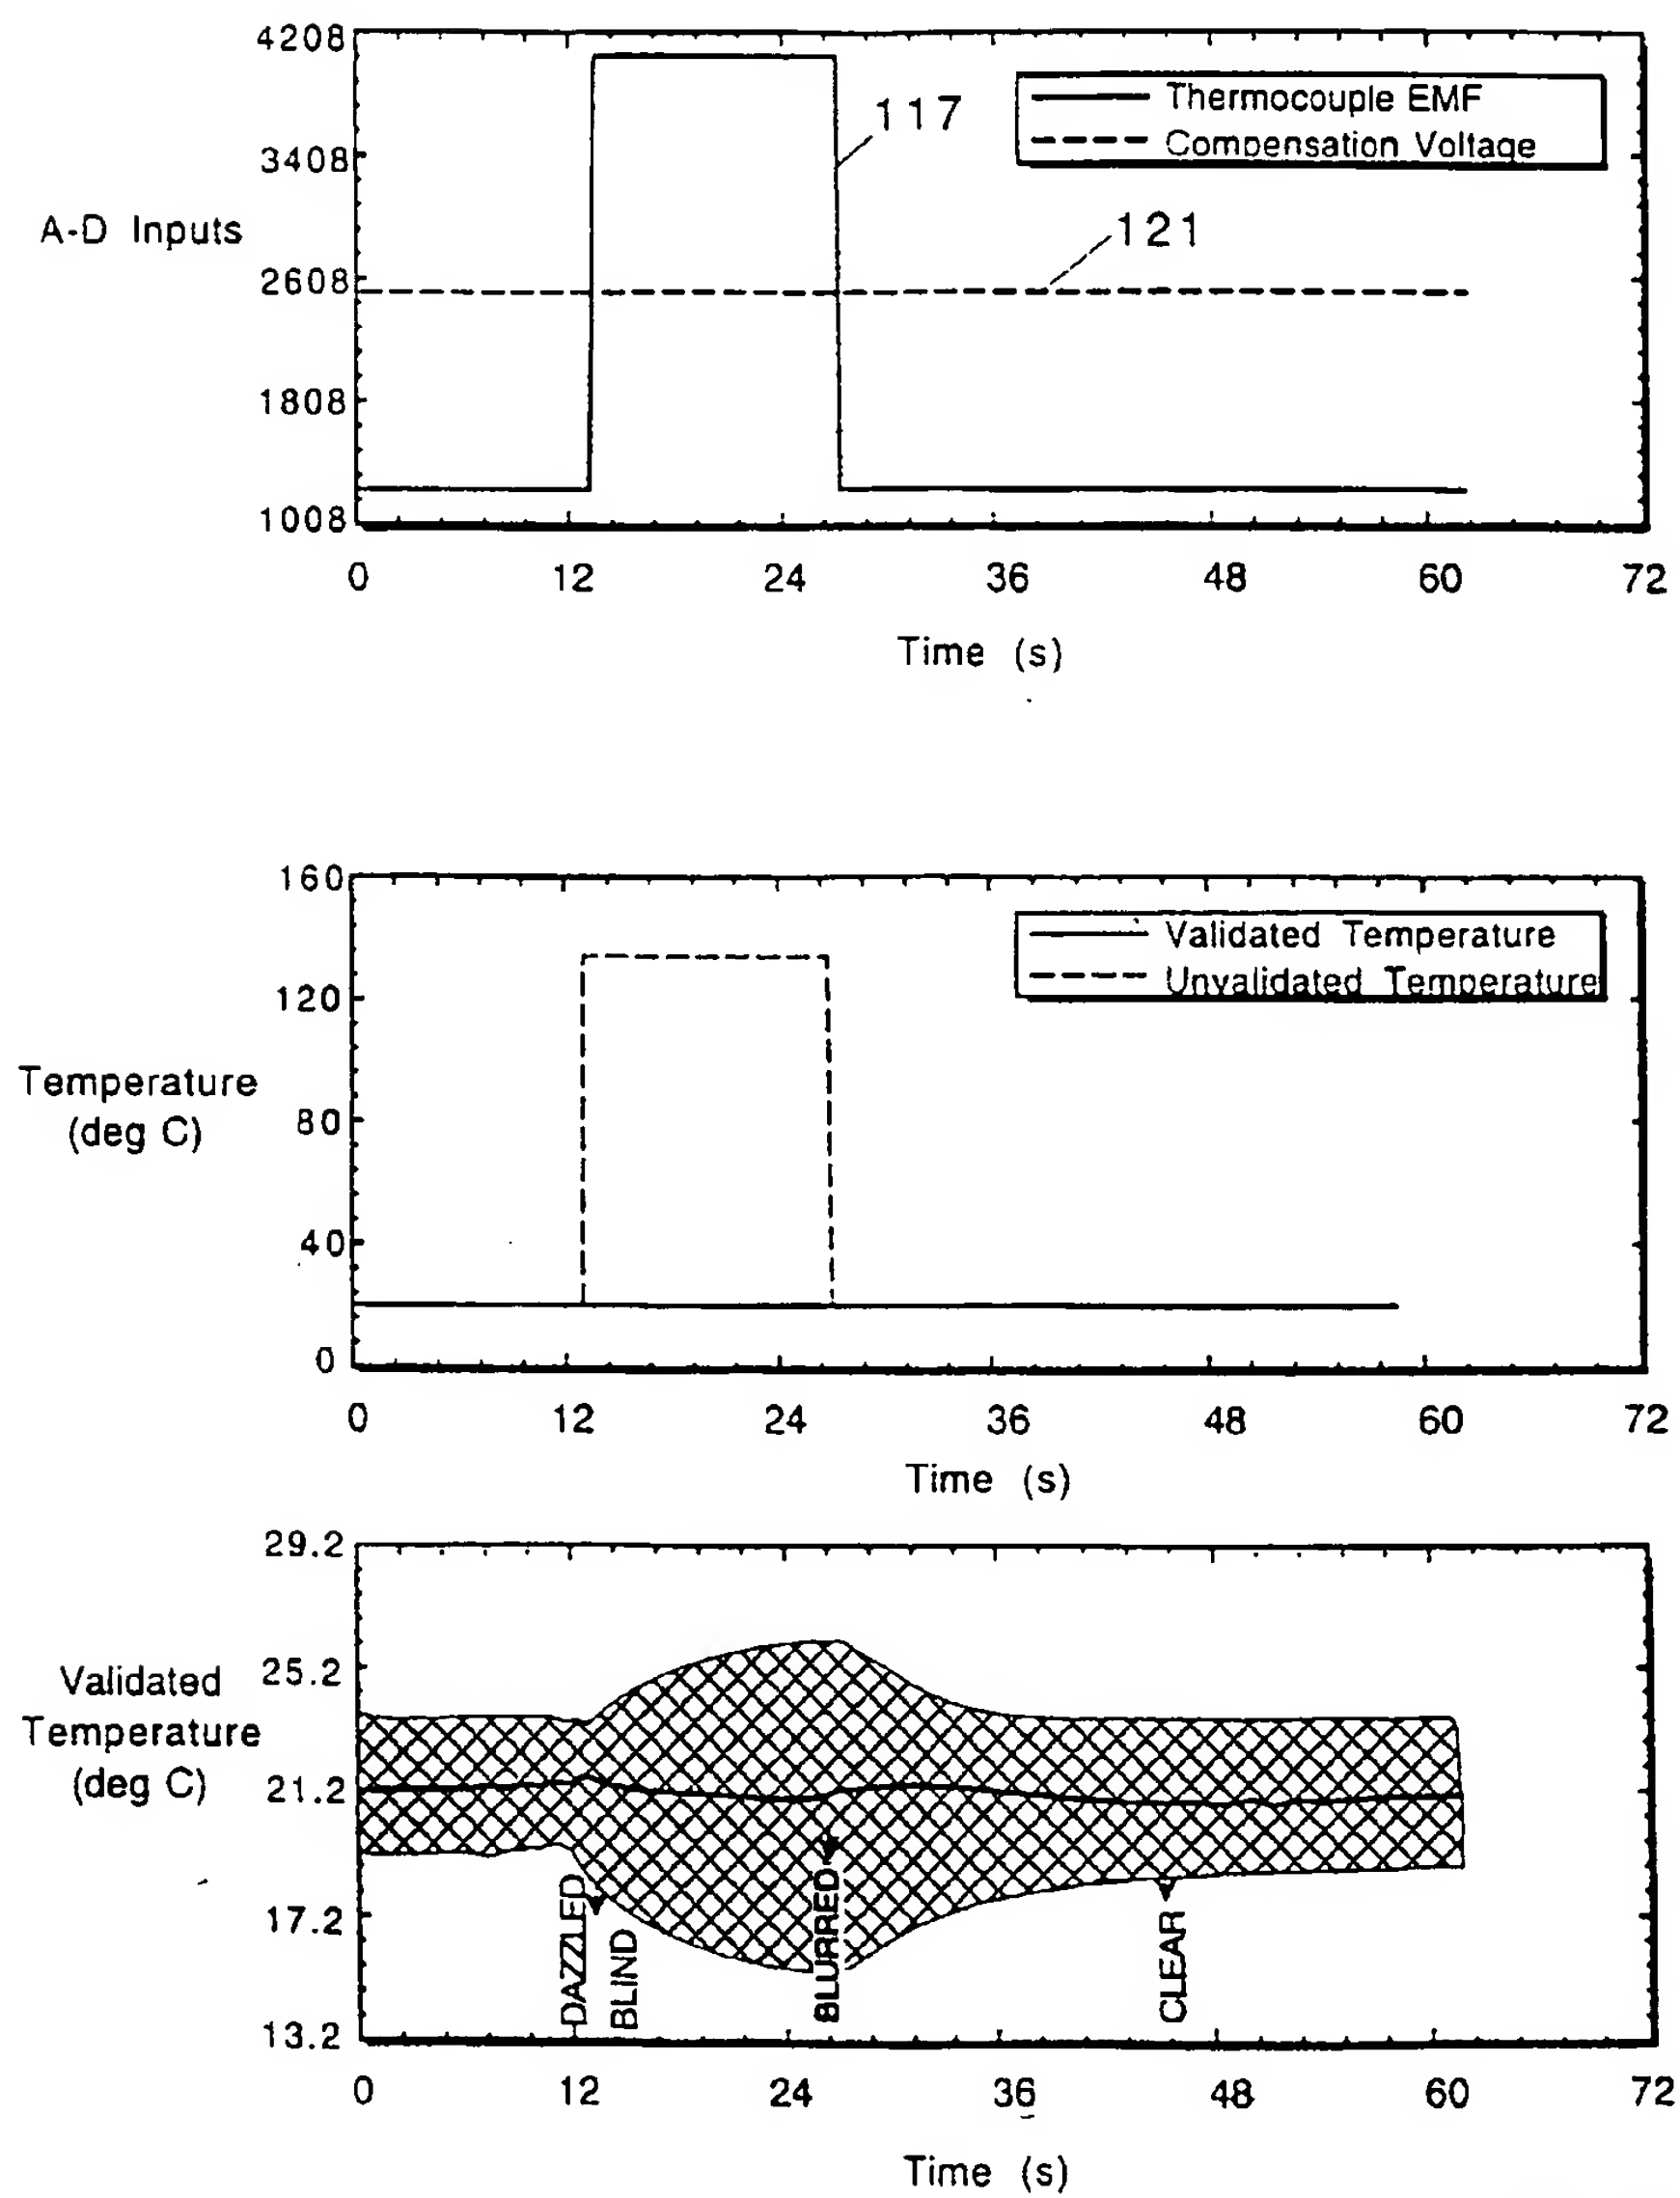 4208
3408
2608
1808
1008
A-D Inputs
Thermocouple EMF
Compensation Voltage
117
121
0 12 24 36 48 60 72
Time (s)
160
120
80
40
0
Temperature
(deg C)
Validated Temperature
Unvalidated Temperature
0 12 24 36 48 60 72
Time (s)
29.2
25.2
21.2
17.2
13.2
Validated
Temperature
(deg C)
DAZZLED
BLIND
BLURRED
CLEAR
0 12 24 36 48 60 72
Time (s)